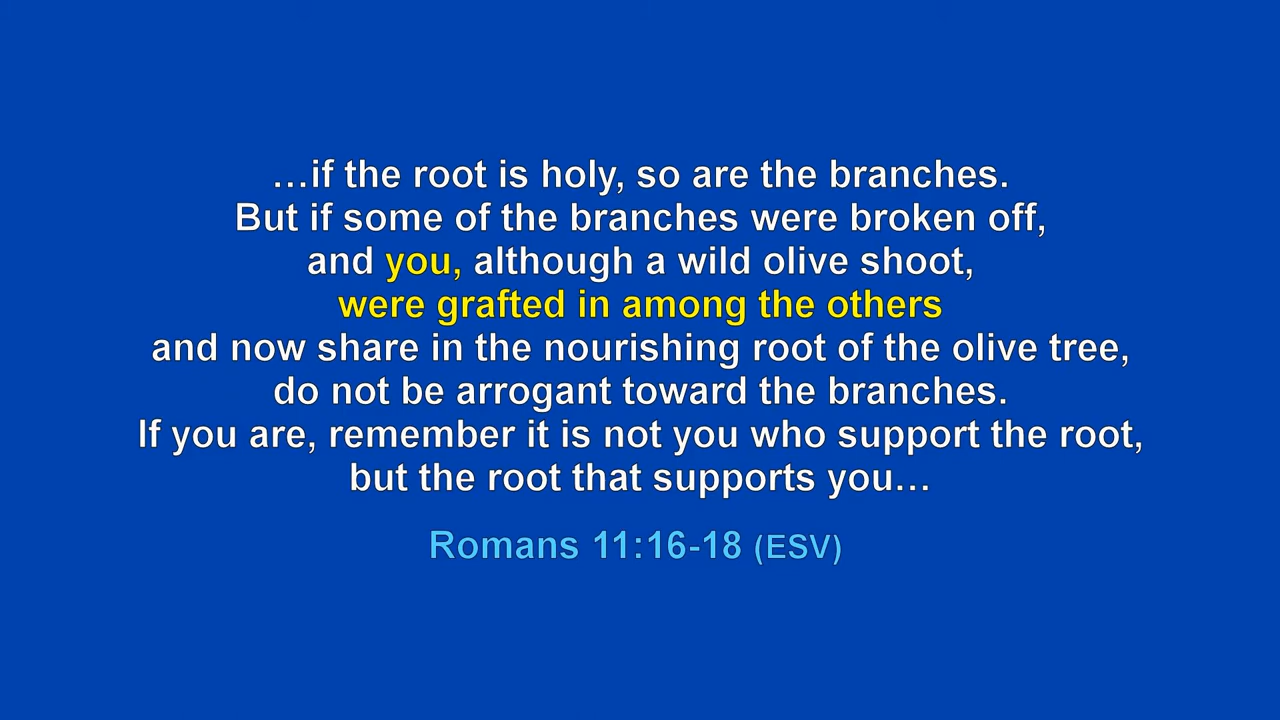 …if the root is holy, so are the branches.
But if some of the branches were broken off,
and you, although a wild olive shoot,
were grafted in among the others
and now share in the nourishing root of the olive tree,
do not be arrogant toward the branches.
If you are, remember it is not you who support the root,
but the root that supports you…
Romans 11:16-18 (ESV)